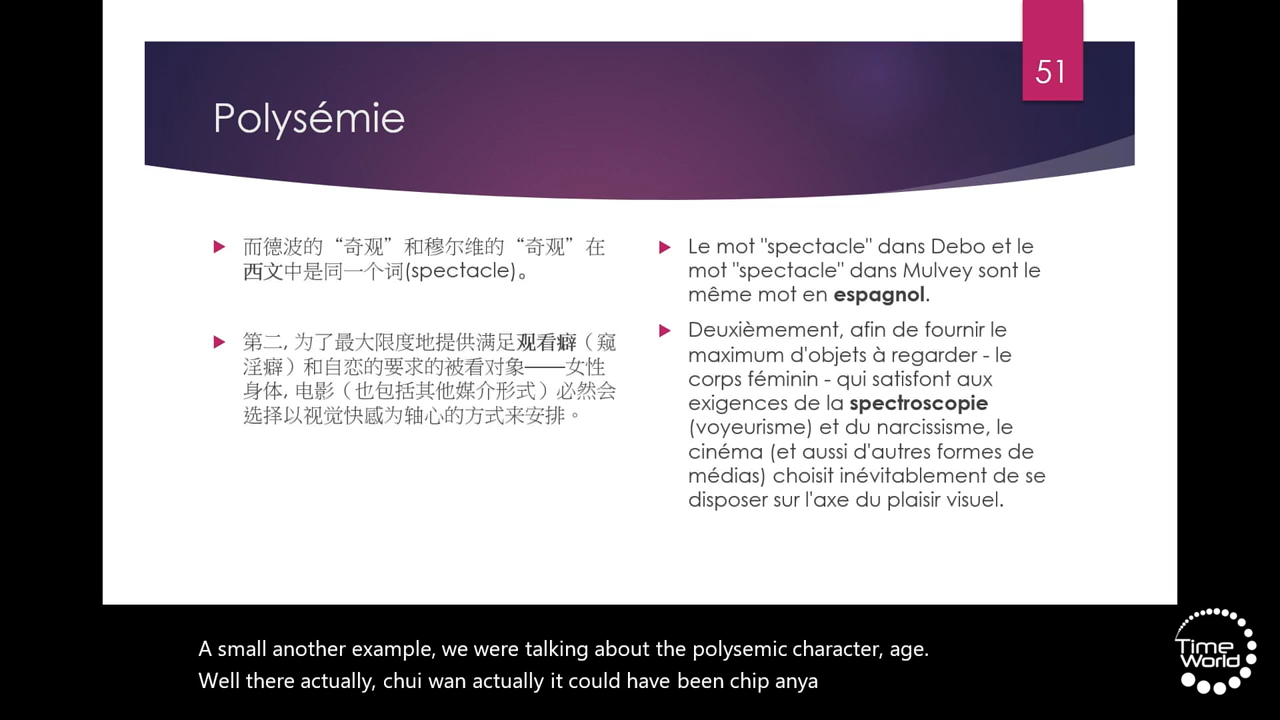 51
Polysémie
而德波的“奇观”和穆尔维的“奇观”在
西文中是同一个词(spectacle)。
第二, 为了最大限度地提供满足观看癖（窥
淫癖）和自恋的要求的被看对象——女性
身体, 电影（也包括其他媒介形式）必然会
选择以视觉快感为轴心的方式来安排。
Le mot "spectacle" dans Debo et le
mot "spectacle" dans Mulvey sont le
même mot en espagnol.
Deuxièmement, afin de fournir le
maximum d'objets à regarder - le
corps féminin - qui satisfont aux
exigences de la spectroscopie
(voyeurisme) et du narcissisme, le
cinéma (et aussi d'autres formes de
médias) choisit inévitablement de se
disposer sur l'axe du plaisir visuel.
A small another example, we were talking about the polysemic character, age.
Well there actually, chui wan actually it could have been chip anya
Time
World